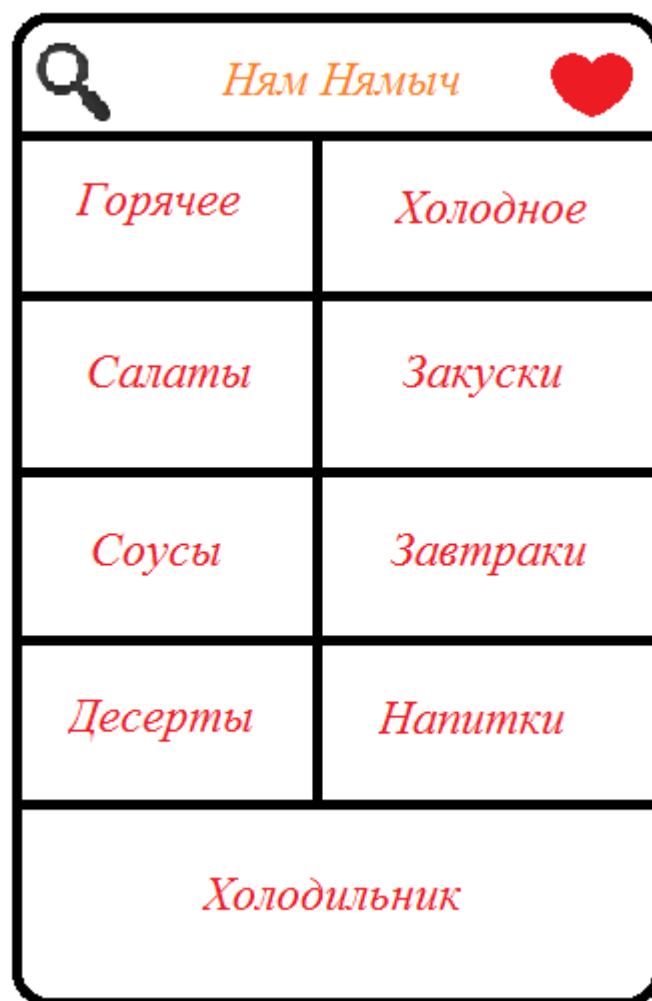 Ням Нямыч
Горячее
Холодное
Салаты
Закуски
Соусы
Завтраки
Десерты
Напитки
Холодильник